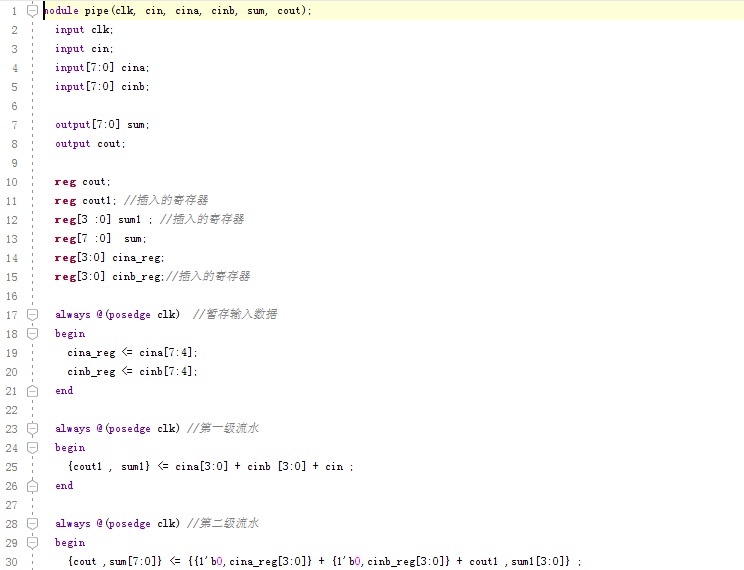 1 module pipe(clk, cin, cina, cinb, sum, cout);
2 input clk;
3 input cin;
4 input[7:0] cina;
5 input[7:0] cinb;
6
7 output[7:0] sum;
8 output cout;
9
10 reg cout;
11 reg cout1; //插入的寄存器
12 reg[3 :0] sum1 ; //插入的寄存器
13 reg[7 :0]  sum;
14 reg[3:0] cina_reg;
15 reg[3:0] cinb_reg;//插入的寄存器
16
17 always @(posedge clk)  //暂存输入数据
18 begin
19 cina_reg <= cina[7:4];
20 cinb_reg <= cinb[7:4];
21 end
22
23 always @(posedge clk) //第一级流水
24 begin
25 {cout1 , sum1} <= cina[3:0] + cinb [3:0] + cin ;
26 end
27
28 always @(posedge clk) //第二级流水
29 begin
30 {cout ,sum[7:0]} <= {{1'b0,cina_reg[3:0]} + {1'b0,cinb_reg[3:0]} + cout1 ,sum1[3:0]} ;